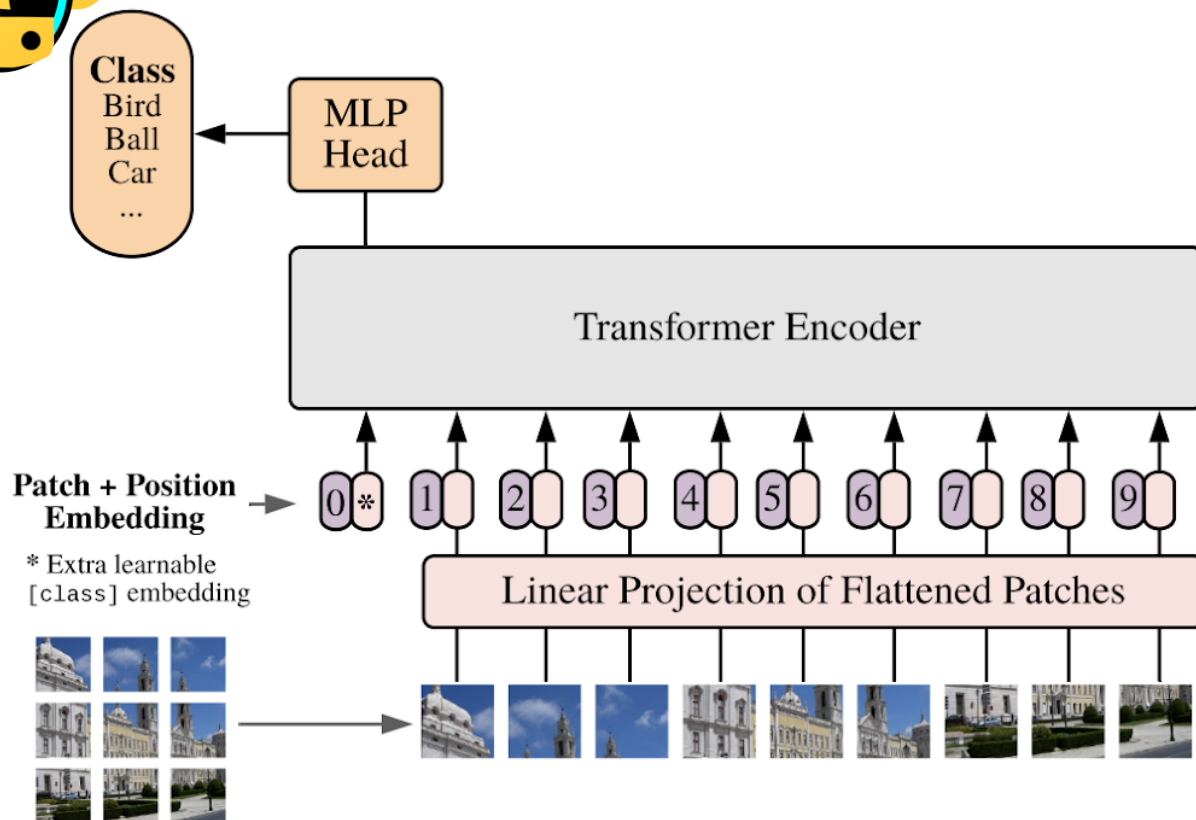 Class
Bird
Ball
Car
...
MLP
Head
Transformer Encoder
Patch + Position
Embedding
0 * 1 2 3 4 5 6 7 8 9
* Extra learnable
[class] embedding
Linear Projection of Flattened Patches